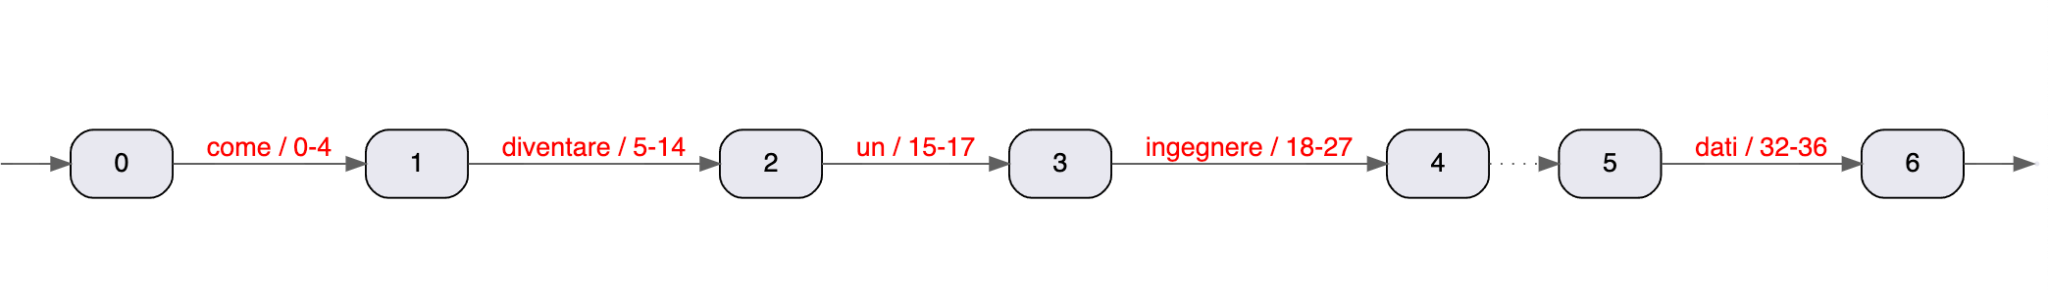 0 come / 0-4 1 diventare / 5-14 2 un / 15-17 3 ingegnere / 18-27 4 5 dati / 32-36 6